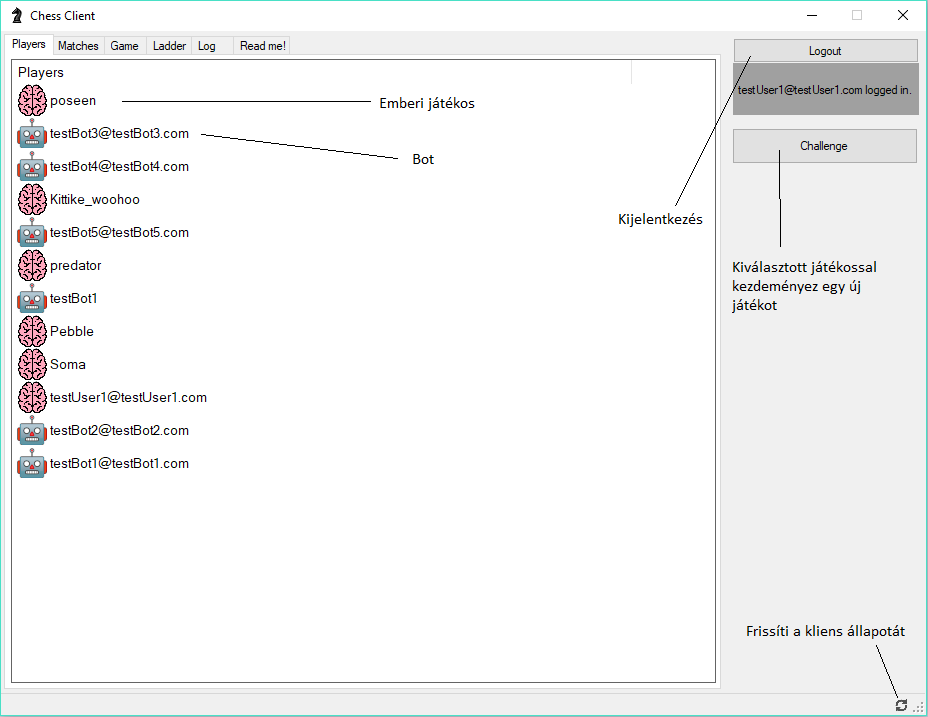 Chess Client
Players Matches Game Ladder Log Read me!
Logout
testUser1@testUser1.com logged in.
Challenge
Players
poseen
testBot3@testBot3.com
testBot4@testBot4.com
Kittike_woohoo
testBot5@testBot5.com
predator
testBot1
Pebble
Soma
testUser1@testUser1.com
testBot2@testBot2.com
testBot1@testBot1.com
Emberi játékos
Bot
Kijelentkezés
Kiválasztott játékossal
kezdeményez egy új
játékot
Frissíti a kliens állapotát